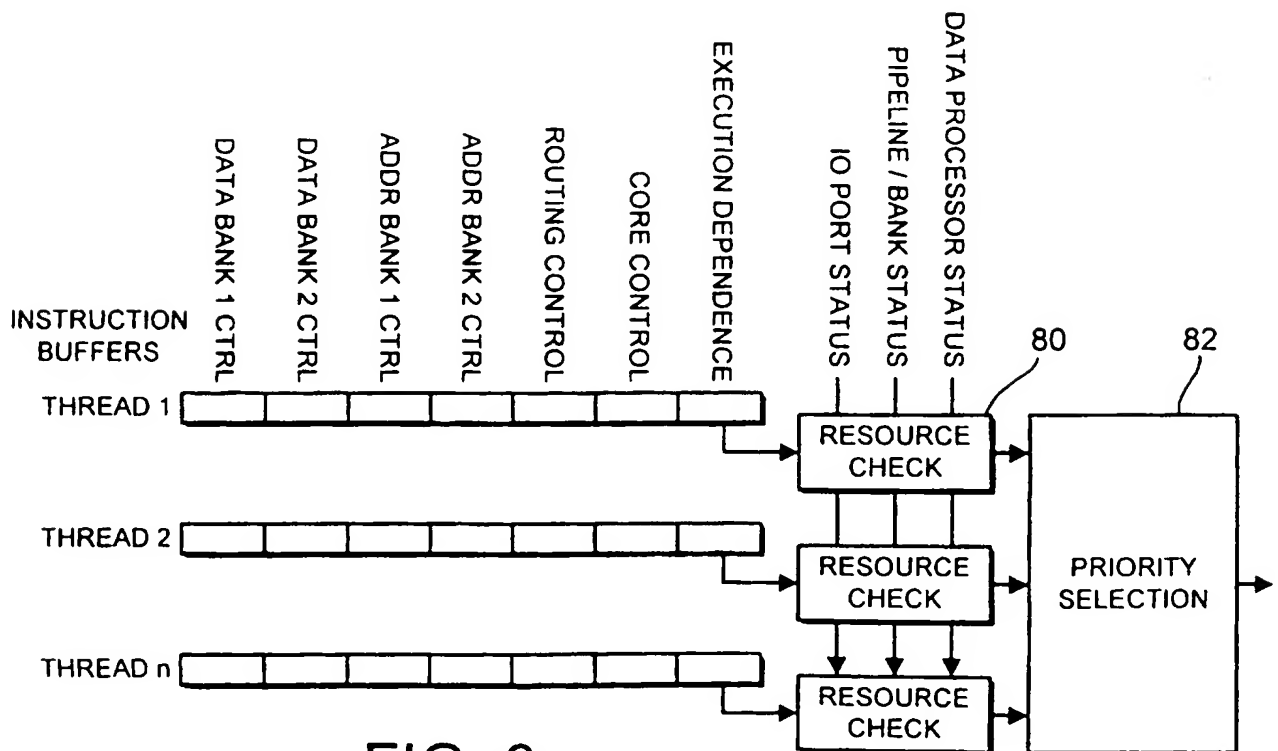 DATA BANK 1 CTRL
DATA BANK 2 CTRL
ADDR BANK 1 CTRL
ADDR BANK 2 CTRL
ROUTING CONTROL
CORE CONTROL
EXECUTION DEPENDENCE
IO PORT STATUS
PIPELINE / BANK STATUS
DATA PROCESSOR STATUS
INSTRUCTION
BUFFERS
80
82
THREAD 1
RESOURCE
CHECK
THREAD 2
RESOURCE
CHECK
PRIORITY
SELECTION
THREAD n
RESOURCE
CHECK